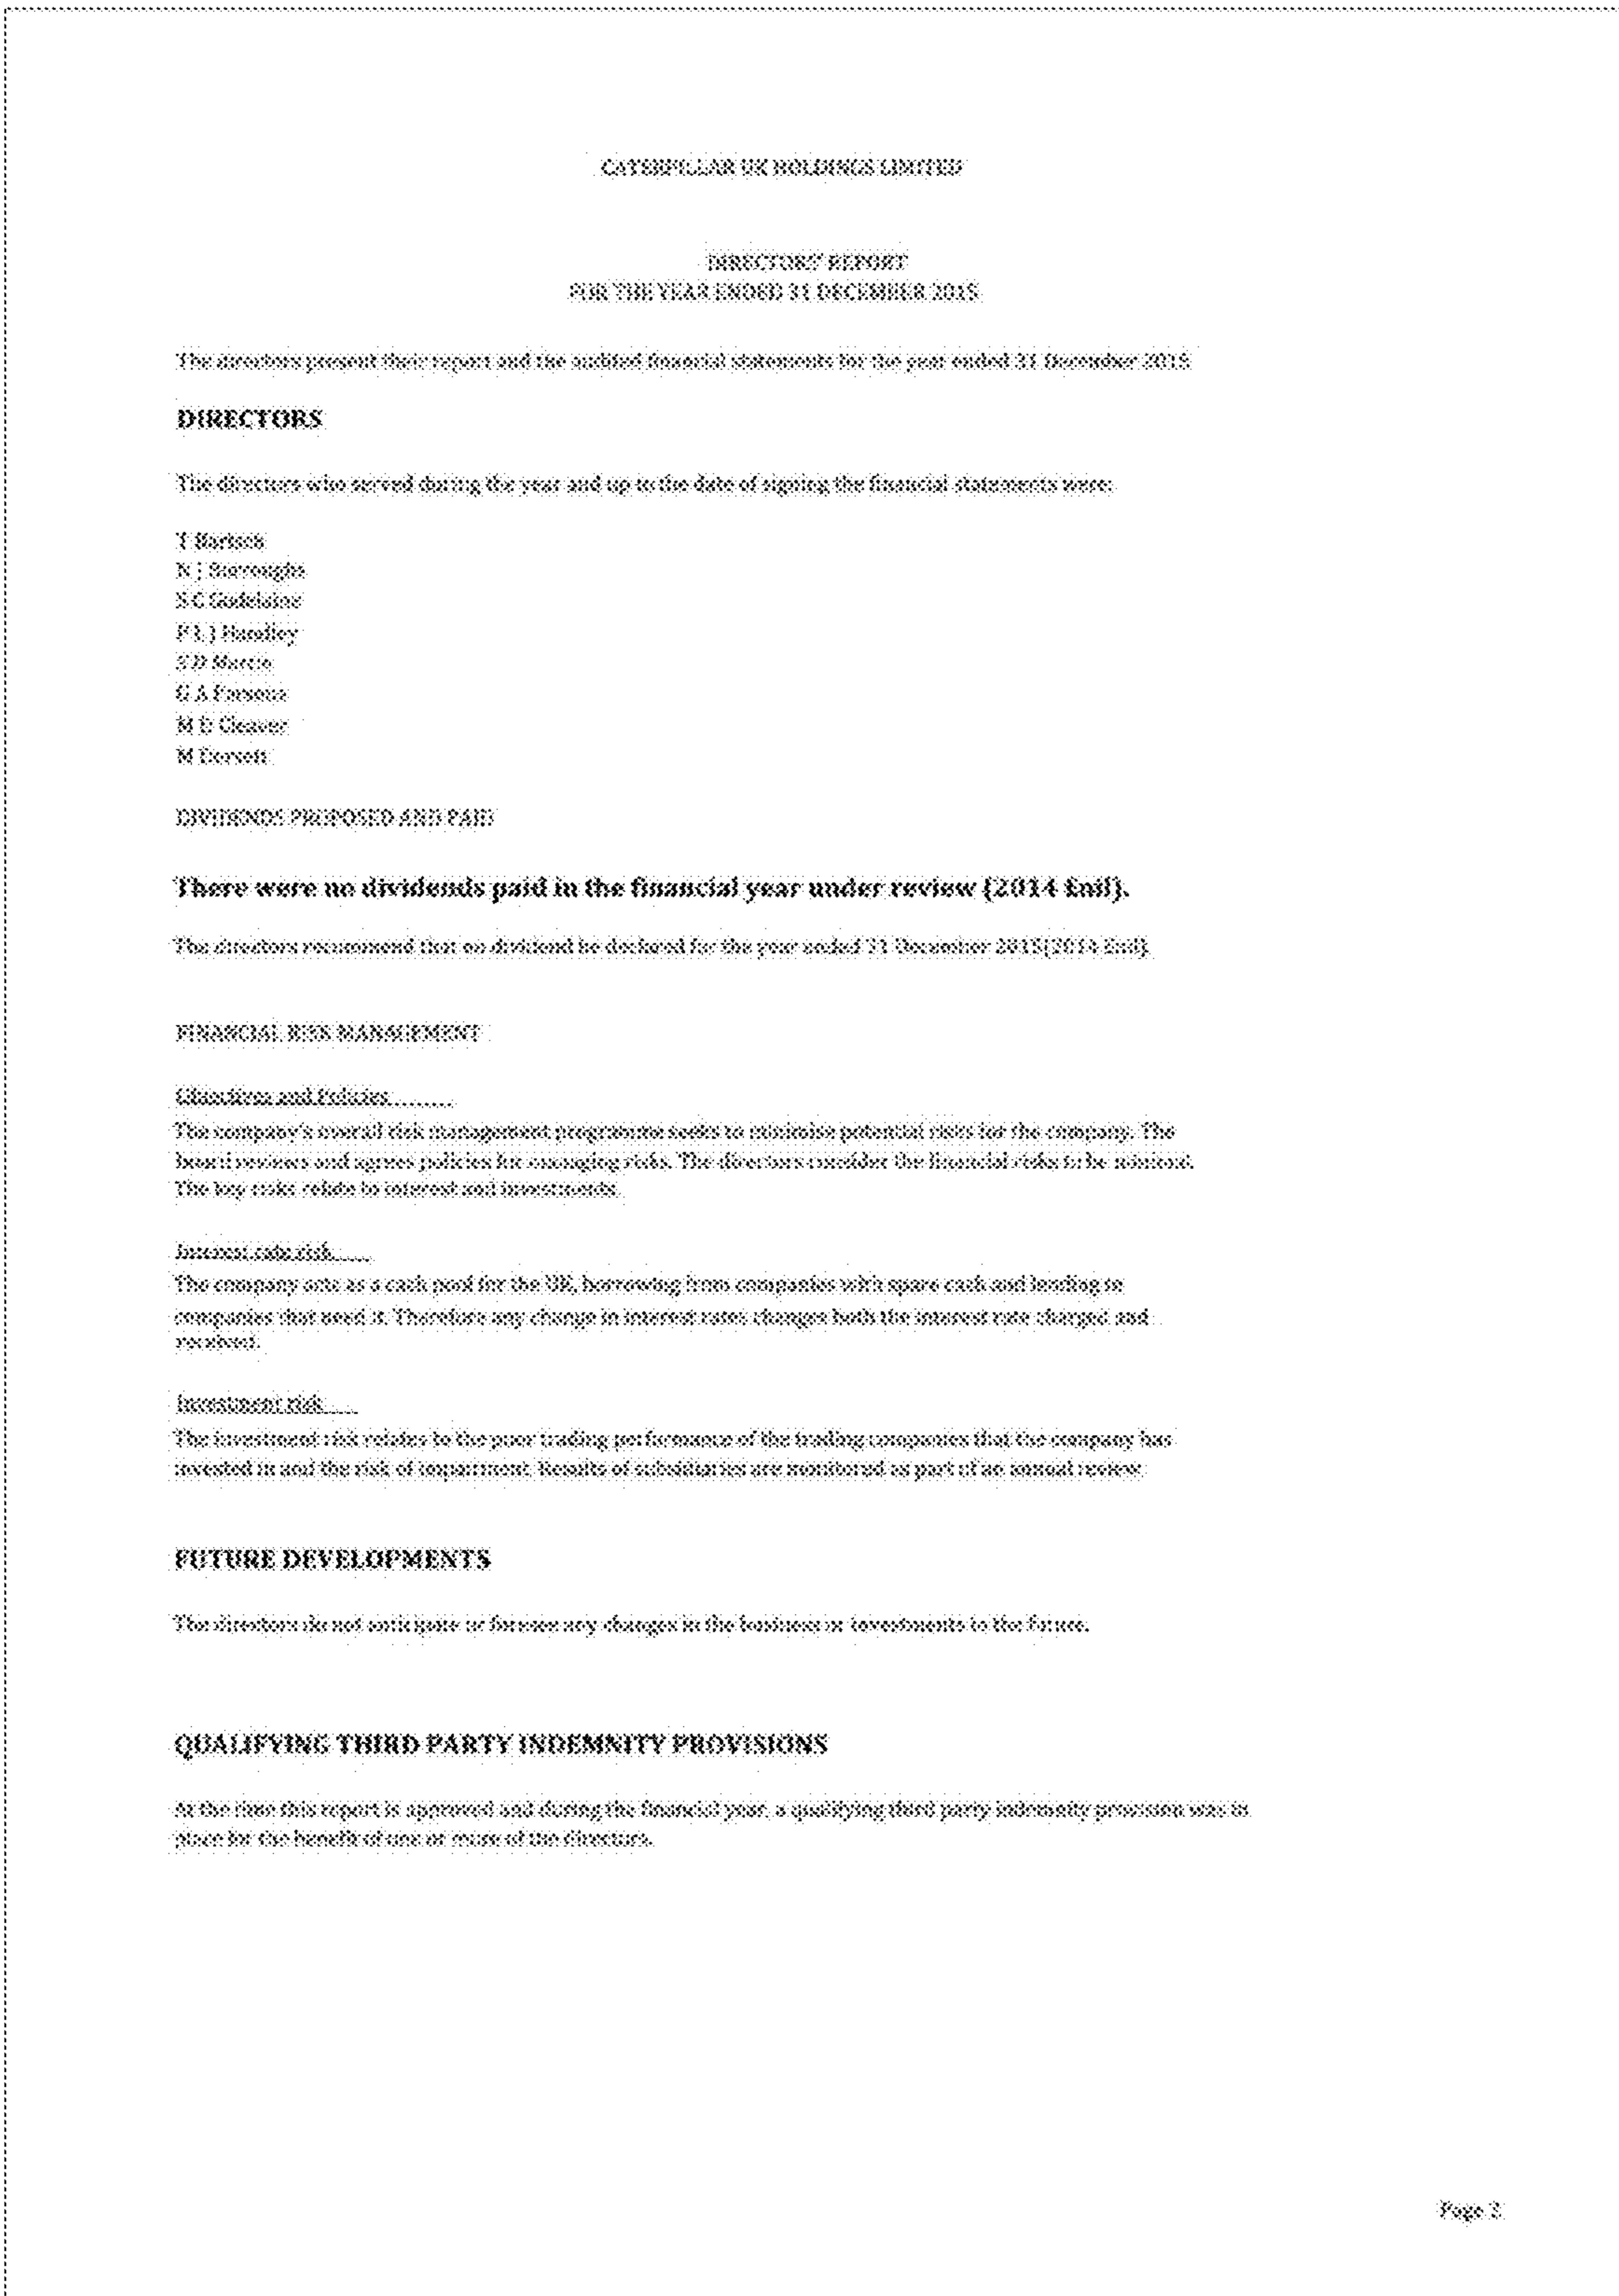 CATERPILLAR UK HOLDINGS LIMITED
DIRECTORS' REPORT
FOR THE YEAR ENDED 31 DECEMBER 2015
The directors present their report and the audited financial statements for the year ended 31 December 2015
DIRECTORS
The directors who served during the year and up to the date of signing the financial statements were:
T
N J Burroughs
S C
P L J Handley
S D
G A Parsons
M D Cleaver
M Dorsett
DIVIDENDS PROPOSED AND PAID
There were no dividends paid in the financial year under review (2014 £nil).
The directors recommend that no dividend be declared for the year ended 31 December 2015(2014 £nil).
FINANCIAL RISK MANAGEMENT
Objectives and Policies
The company's overall risk management programme seeks to minimise potential risks for the company. The
board reviews and agrees policies for managing risks. The directors consider the financial risks to be minimal.
The key risks relate to interest and investments.
Interest rate risk
The company acts as a cash pool for the UK, borrowing from companies with spare cash and lending to
companies that need it. Therefore any change in interest rates changes both the interest rate charged and
received.
Investment risk
The investment risk relates to the poor trading performance of the trading companies that the company has
invested in and the risk of impairment. Results of subsidiaries are monitored as part of an annual review.
FUTURE DEVELOPMENTS
The directors do not anticipate or foresee any changes in the business or investments in the future.
QUALIFYING THIRD PARTY INDEMNITY PROVISIONS
At the time this report is approved and during the financial year, a qualifying third party indemnity provision was in
place for the benefit of one or more of the directors.
Page